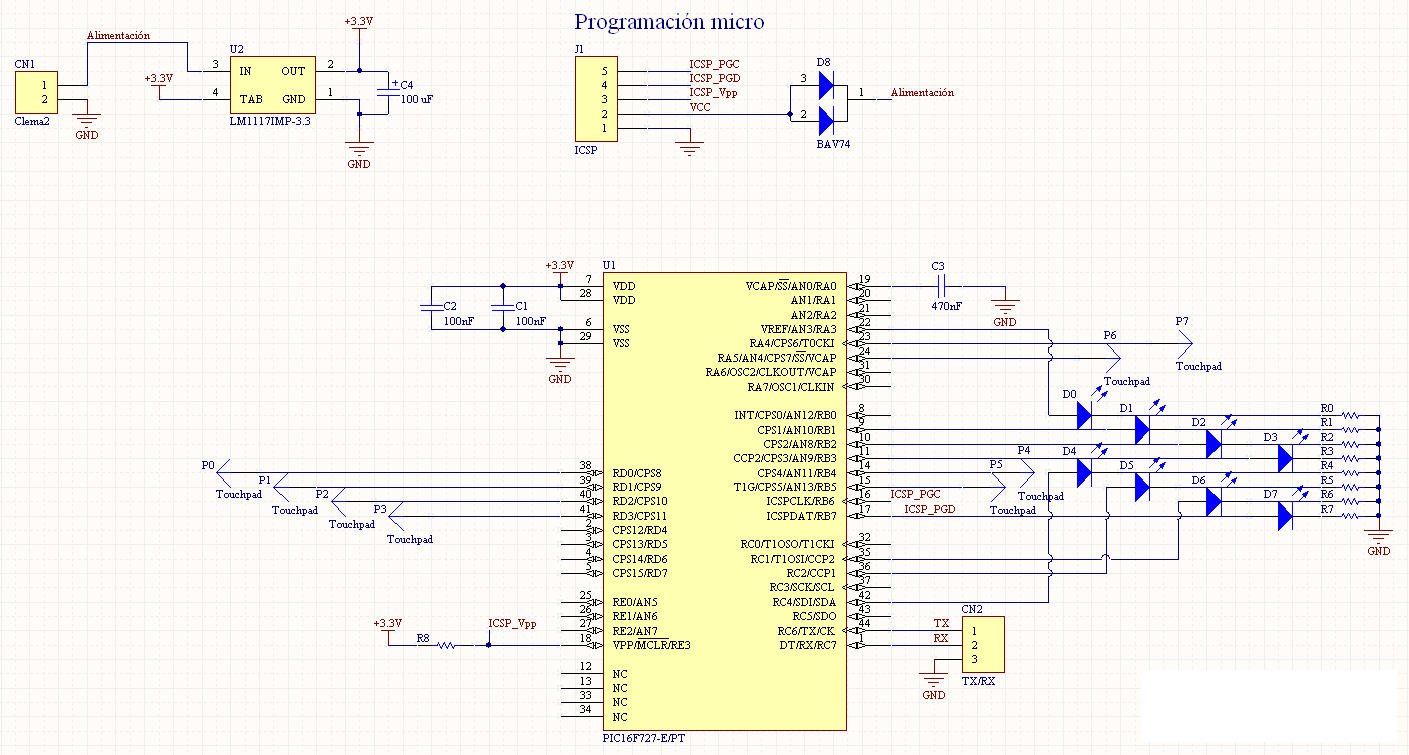 Programación micro
+3.3V
Alimentación
U2
CN1
1
2
Clema2
GND
+3.3V
3 IN OUT 2
4 TAB GND 1
LM1117IMP-3.3
+ C4
100 uF
GND
J1
5 ICSP_PGC
4 ICSP_PGD
3 ICSP_Vpp
2 VCC
1
ICSP
D8
3
2
1 Alimentación
BAV74
U1
+3.3V
C2
100nF
C1
100nF
GND
7 VDD
28 VDD
6 VSS
29 VSS
P0
Touchpad
P1
Touchpad
P2
Touchpad
P3
Touchpad
38 RD0/CPS8
39 RD1/CPS9
40 RD2/CPS10
41 RD3/CPS11
2 CPS12/RD4
3 CPS13/RD5
4 CPS14/RD6
5 CPS15/RD7
25 RE0/AN5
26 RE1/AN6
27 RE2/AN7
18 VPP/MCLR/RE3
+3.3V
R8
ICSP_Vpp
12 NC
13 NC
33 NC
34 NC
PIC16F727-E/PT
VCAP/SS/AN0/RA0 19
AN1/RA1 20
AN2/RA2 21
VREF/AN3/RA3 22
RA4/CPS6/T0CKI 23
RA5/AN4/CPS7/SS/VCAP 24
RA6/OSC2/CLKOUT/VCAP 31
RA7/OSC1/CLKIN 30
INT/CPS0/AN12/RB0 8
CPS1/AN10/RB1 9
CPS2/AN8/RB2 10
CCP2/CPS3/AN9/RB3 11
CPS4/AN11/RB4 14
T1G/CPS5/AN13/RB5 15
ICSPCLK/RB6 16 ICSP_PGC
ICSPDAT/RB7 17 ICSP_PGD
RC0/T1OSO/T1CKI 32
RC1/T1OSI/CCP2 35
RC2/CCP1 36
RC3/SCK/SCL 37
RC4/SDI/SDA 42
RC5/SDO 43
RC6/TX/CK 44
DT/RX/RC7 1
C3
470nF
GND
P6
Touchpad
P7
Touchpad
P4
Touchpad
P5
Touchpad
D0
D1
D2
D3
D4
D5
D6
D7
R0
R1
R2
R3
R4
R5
R6
R7
GND
CN2
TX 1
RX 2
3
TX/RX
GND